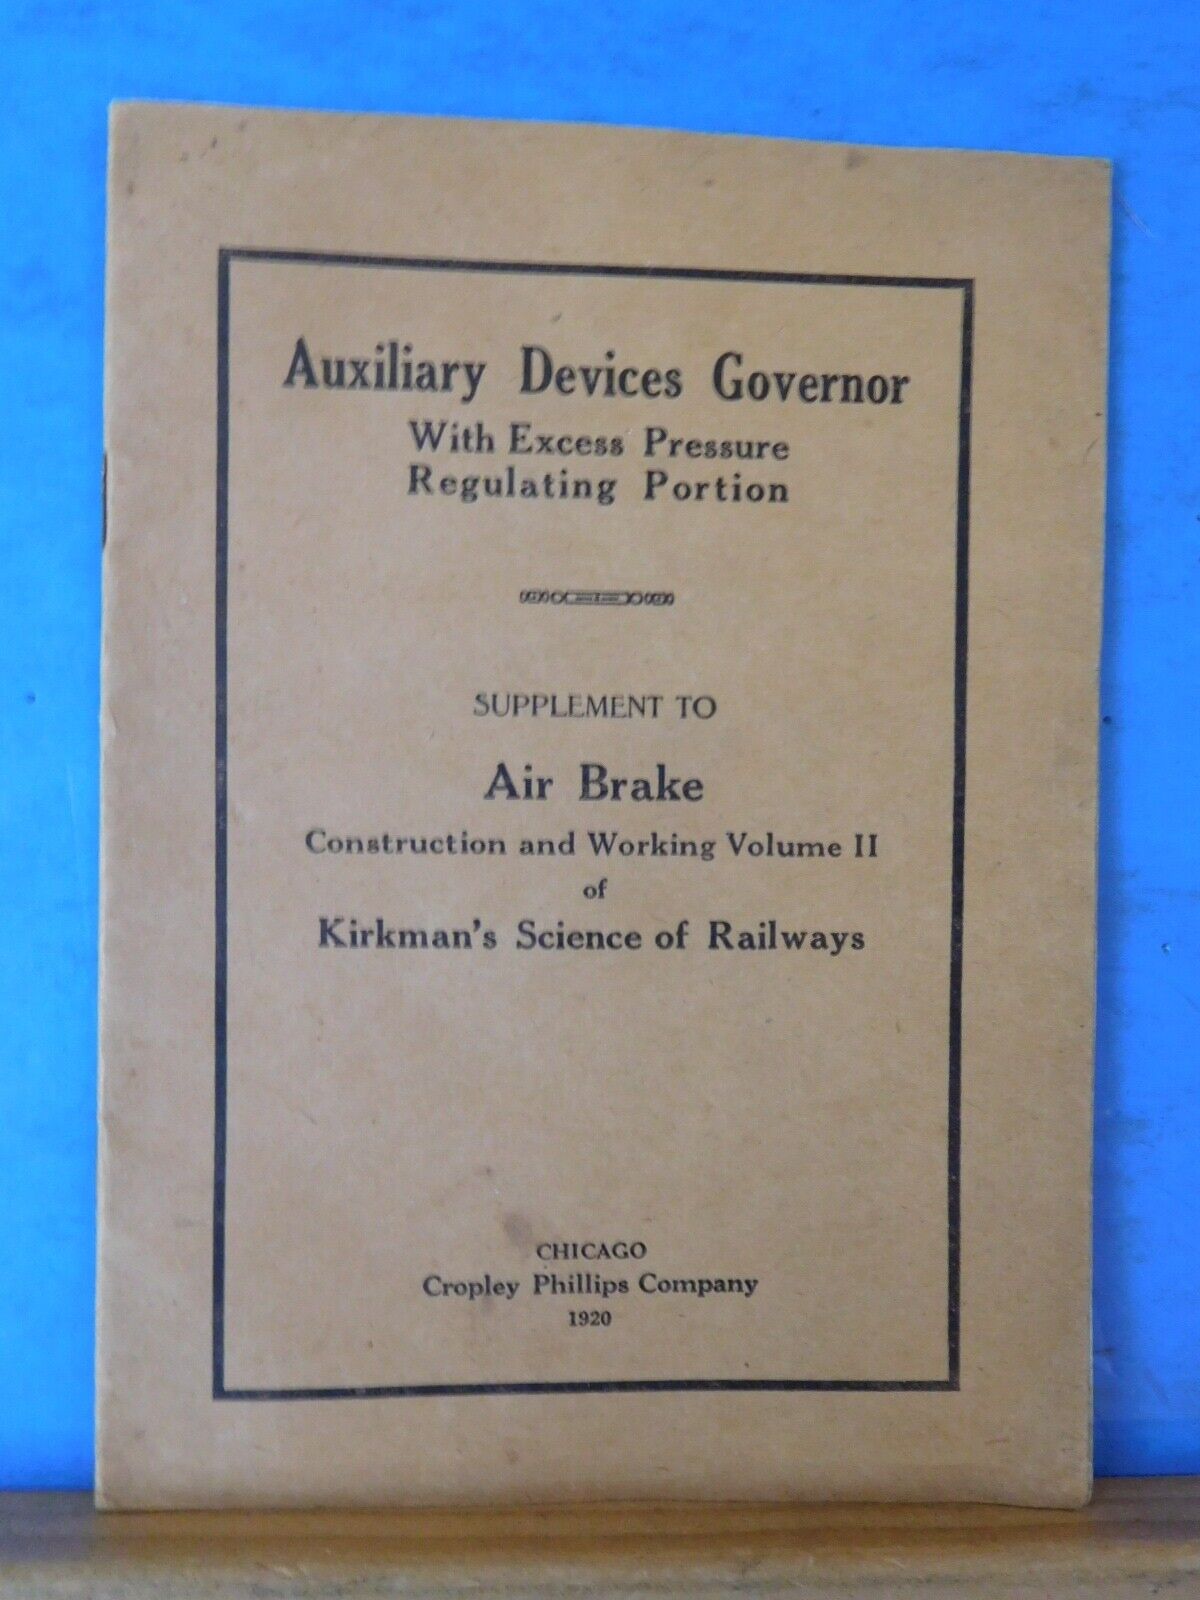 Auxiliary Devices Governor
With Excess Pressure
Regulating Portion
SUPPLEMENT TO
Air Brake
Construction and Working Volume II
of
Kirkman's Science of Railways
CHICAGO
Cropley Phillips Company
1920